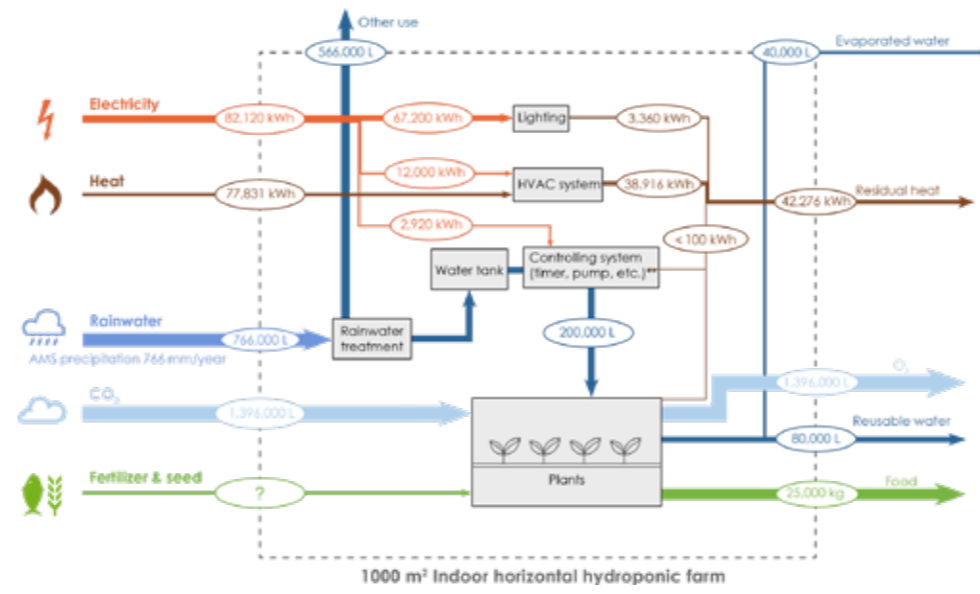 Other use
566,000 L
40,000 L
Evaporated water
Electricity
82,120 kWh
67,200 kWh
Lighting
3,360 kWh
12,000 kWh
Heat
77,831 kWh
HVAC system
38,916 kWh
42,276 kWh
Residual heat
2,920 kWh
< 100 kWh
Water tank
Controlling system
(timer, pump, etc.)**
Rainwater
766,000 L
Rainwater
treatment
200,000 L
AMS precipitation 766 mm/year
CO₂
1,396,000 L
1,396,000 L
O₂
Reusable water
80,000 L
Fertilizer & seed
?
Plants
25,000 kg
Food
1000 m² Indoor horizontal hydroponic farm